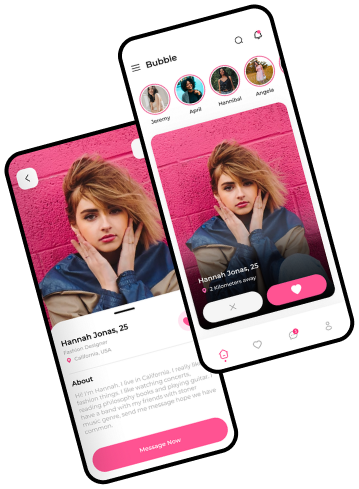 Bubble
Jeremy
April
Hannibal
Angela
Hannah Jonas, 25
2 Kilometers away
Hannah Jonas, 25
Fashion Designer
California, USA
About
Hi I'm Hannah, I live in California. I really like
fashion things. I like watching concerts,
reading philosophy books and playing guitar. I
have a band with my friends with stoner
music genre, send me message hope we have
common.
Message Now